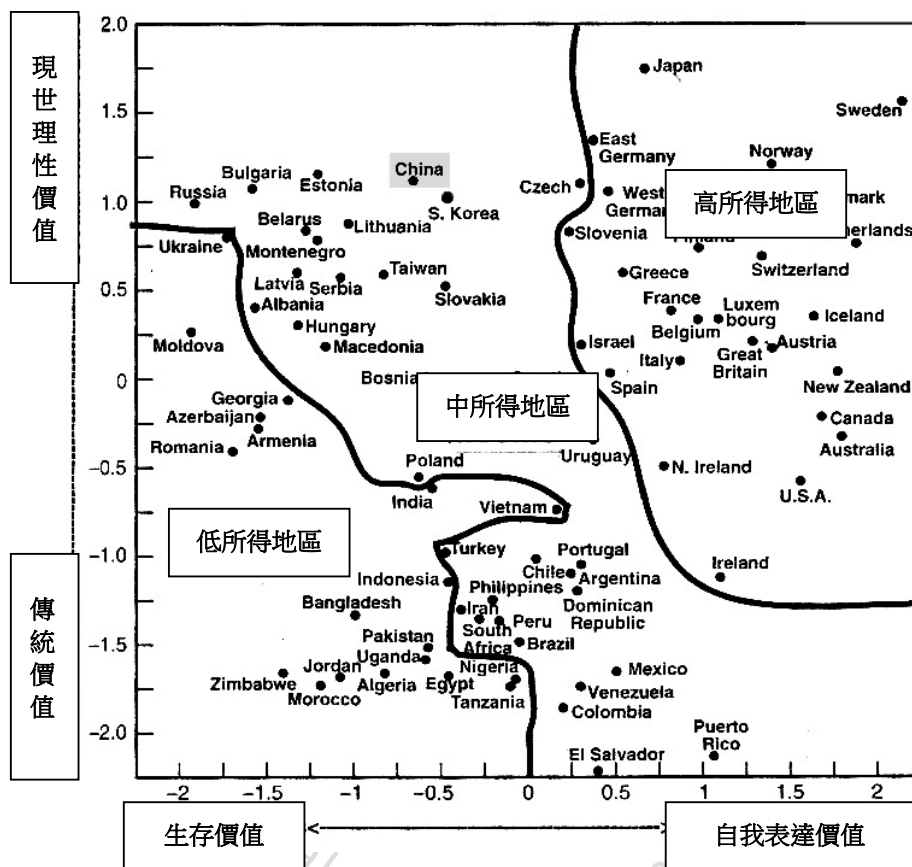 現世理性價值
傳統價值
2.0
1.5
1.0
0.5
0
−0.5
−1.0
−1.5
−2.0
Japan
Sweden
East
Germany
Norway
China
Bulgaria
Estonia
Russia
S. Korea
Czech
West
German
高所得地區
mark
Belarus
Lithuania
Slovenia
Ukraine
Montenegro
erlands
Switzerland
Taiwan
Latvia
Serbia
Slovakia
Greece
Albania
France
Luxem
bourg
Iceland
Hungary
Belgium
Moldova
Macedonia
Israel
Italy
Great
Britain
Austria
Bosnia
Spain
New Zealand
中所得地區
Georgia
Azerbaijan
Armenia
Canada
Australia
Romania
Uruguay
Poland
India
N. Ireland
U.S.A.
Vietnam
低所得地區
Turkey
Portugal
Chile
Argentina
Ireland
Indonesia
Philippines
Dominican
Republic
Bangladesh
Iran
South
Africa
Peru
Brazil
Pakistan
Uganda
Nigeria
Mexico
Zimbabwe
Jordan
Morocco
Algeria
Egypt
Tanzania
Venezuela
Colombia
Puerto
Rico
El Salvador
−2
−1.5
−1
−0.5
0
1
1.5
2
生存價值
自我表達價值